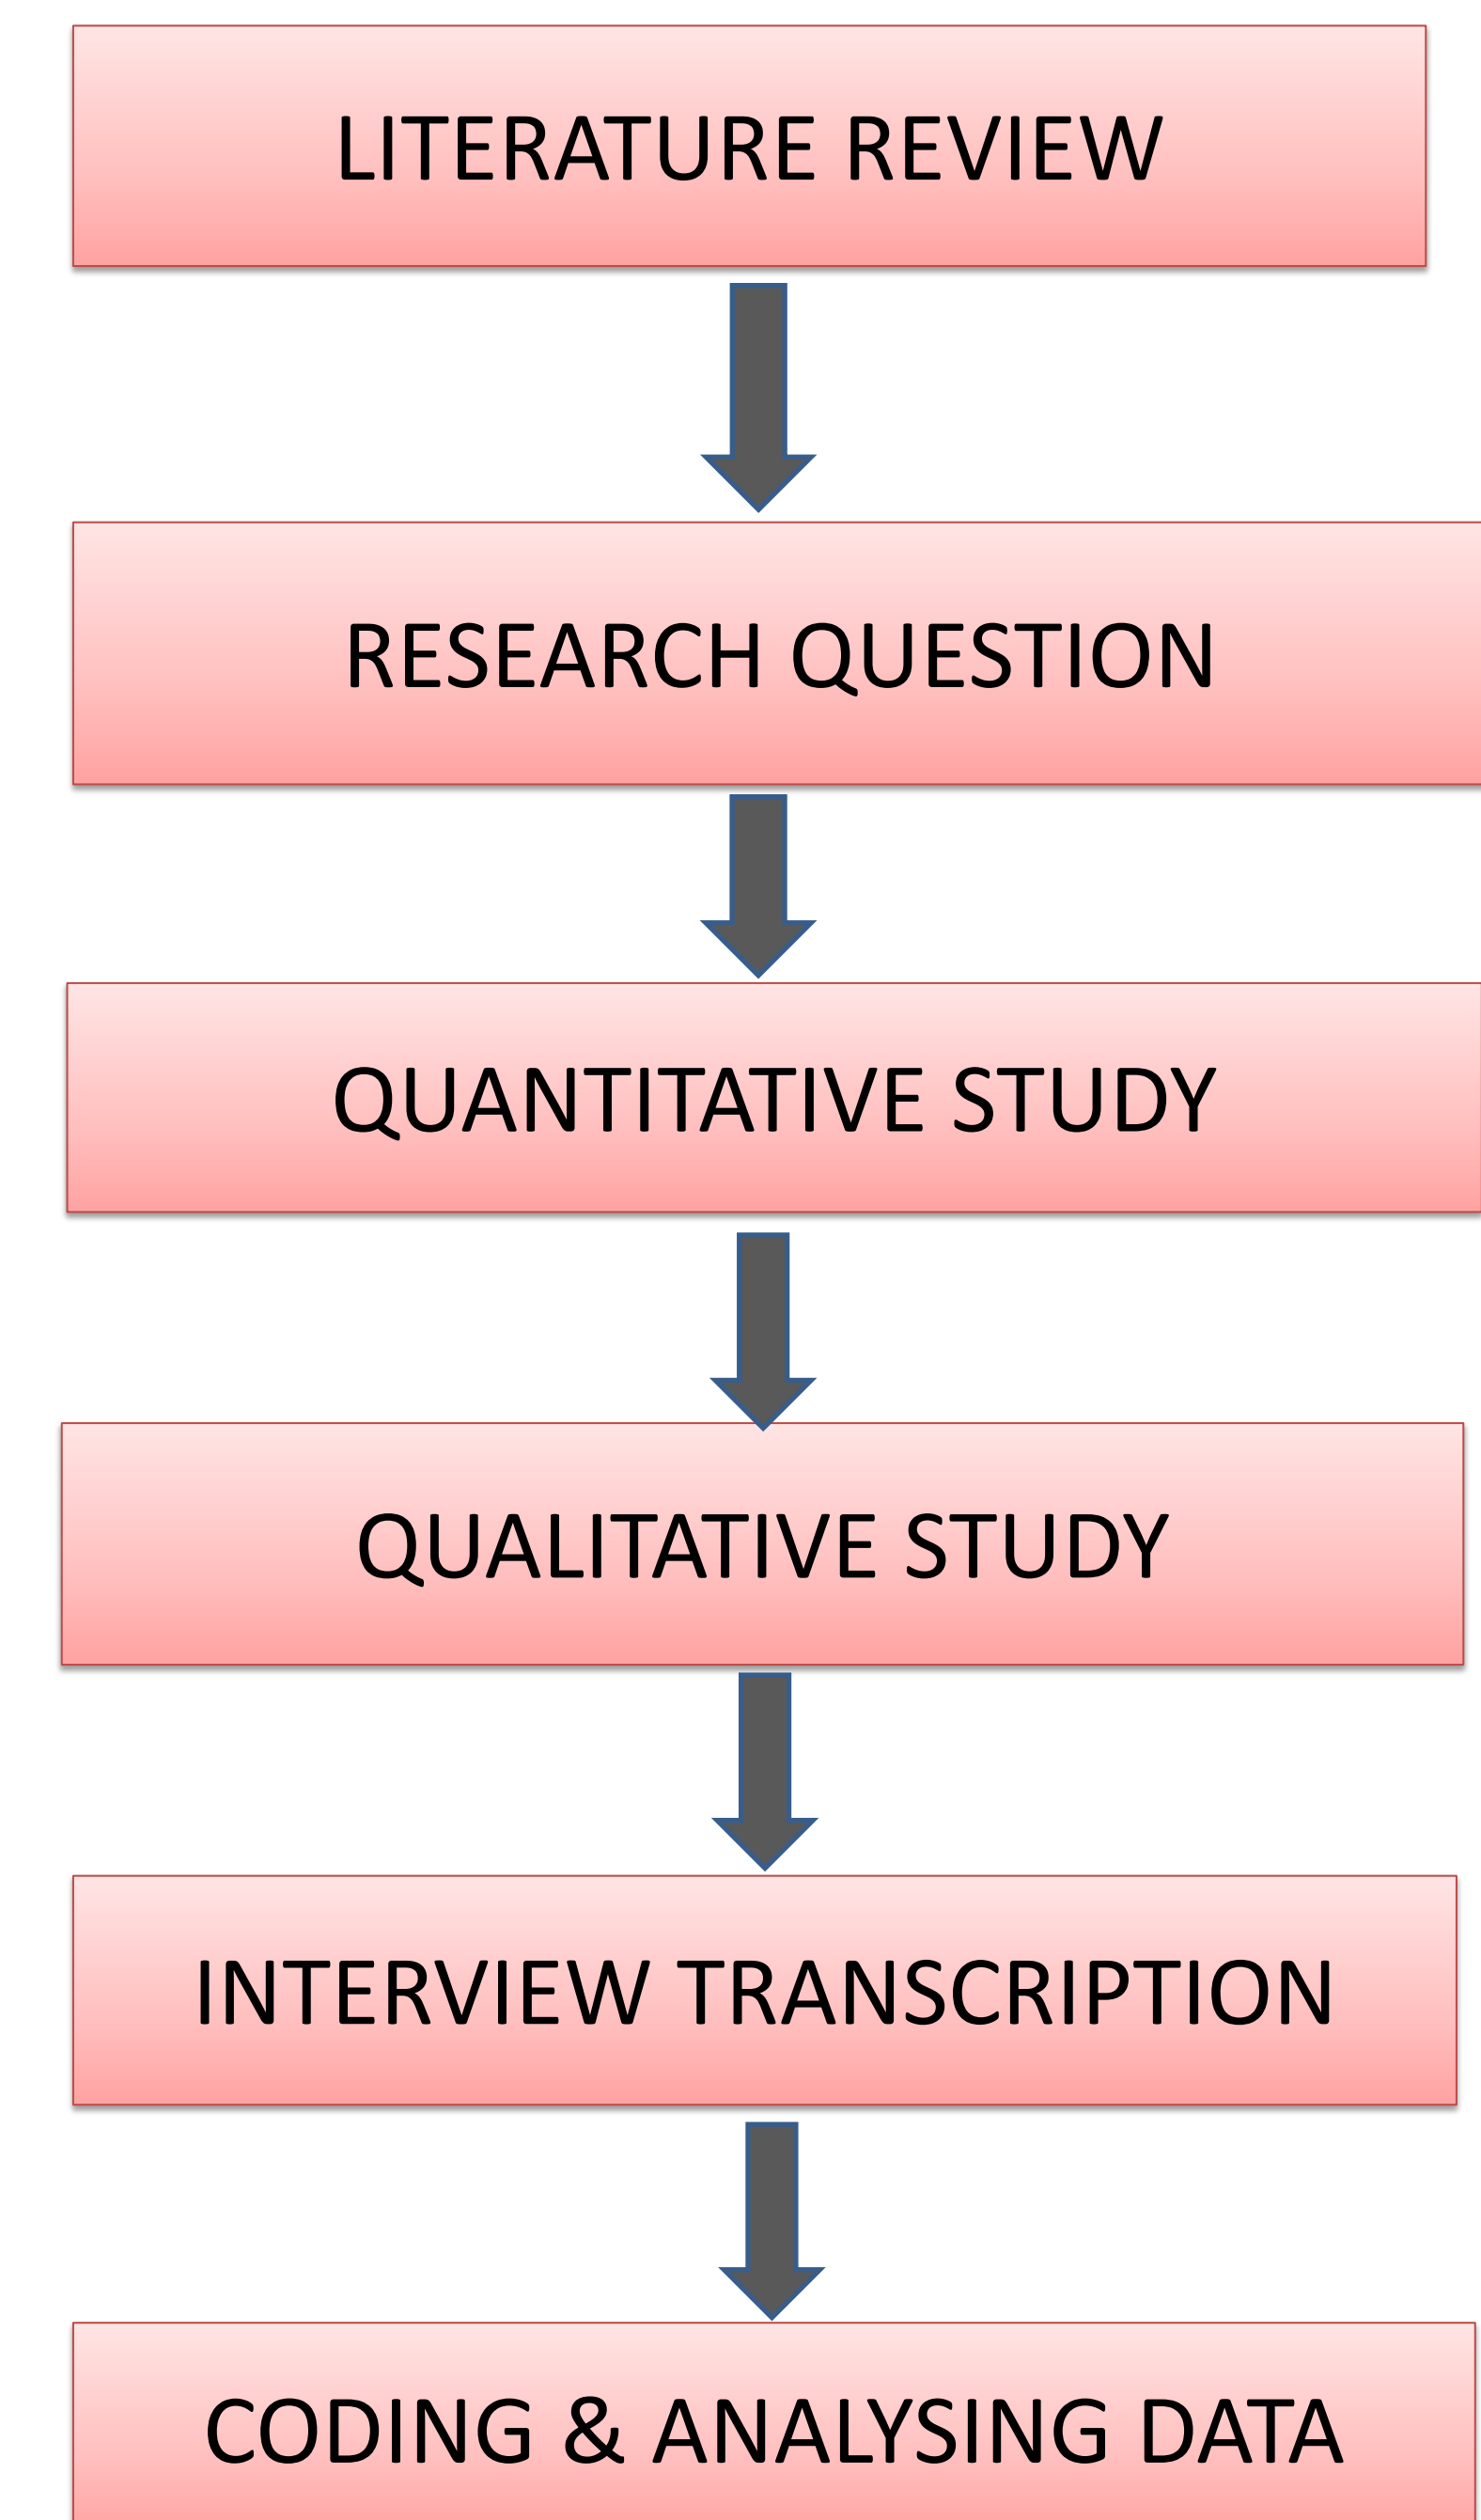 LITERATURE REVIEW
RESEARCH QUESTION
QUANTITATIVE STUDY
QUALITATIVE STUDY
INTERVIEW TRANSCRIPTION
CODING & ANALYSING DATA